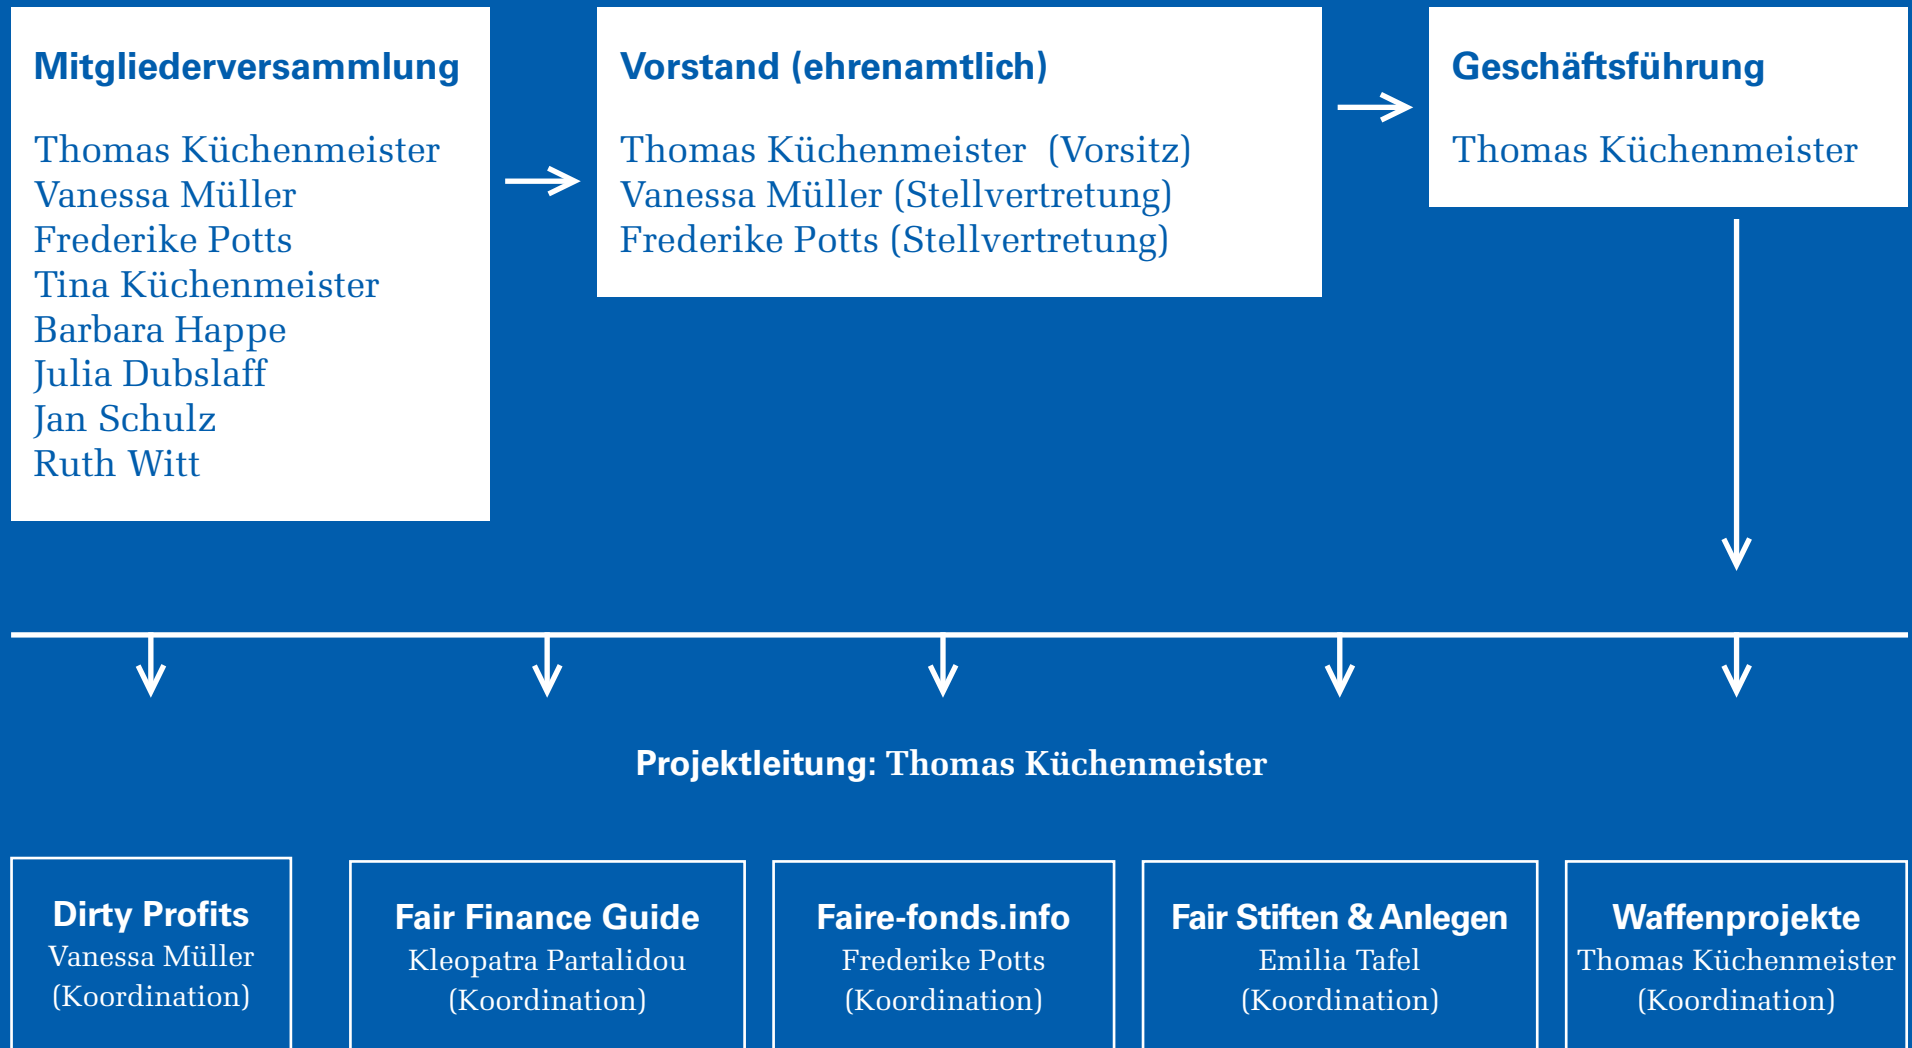 Mitgliederversammlung
Thomas Küchenmeister
Vanessa Müller
Frederike Potts
Tina Küchenmeister
Barbara Happe
Julia Dubslaff
Jan Schulz
Ruth Witt
Vorstand (ehrenamtlich)
Thomas Küchenmeister (Vorsitz)
Vanessa Müller (Stellvertretung)
Frederike Potts (Stellvertretung)
Geschäftsführung
Thomas Küchenmeister
Projektleitung: Thomas Küchenmeister
Dirty Profits
Vanessa Müller
(Koordination)
Fair Finance Guide
Kleopatra Partalidou
(Koordination)
Faire-fonds.info
Frederike Potts
(Koordination)
Fair Stiften & Anlegen
Emilia Tafel
(Koordination)
Waffenprojekte
Thomas Küchenmeister
(Koordination)